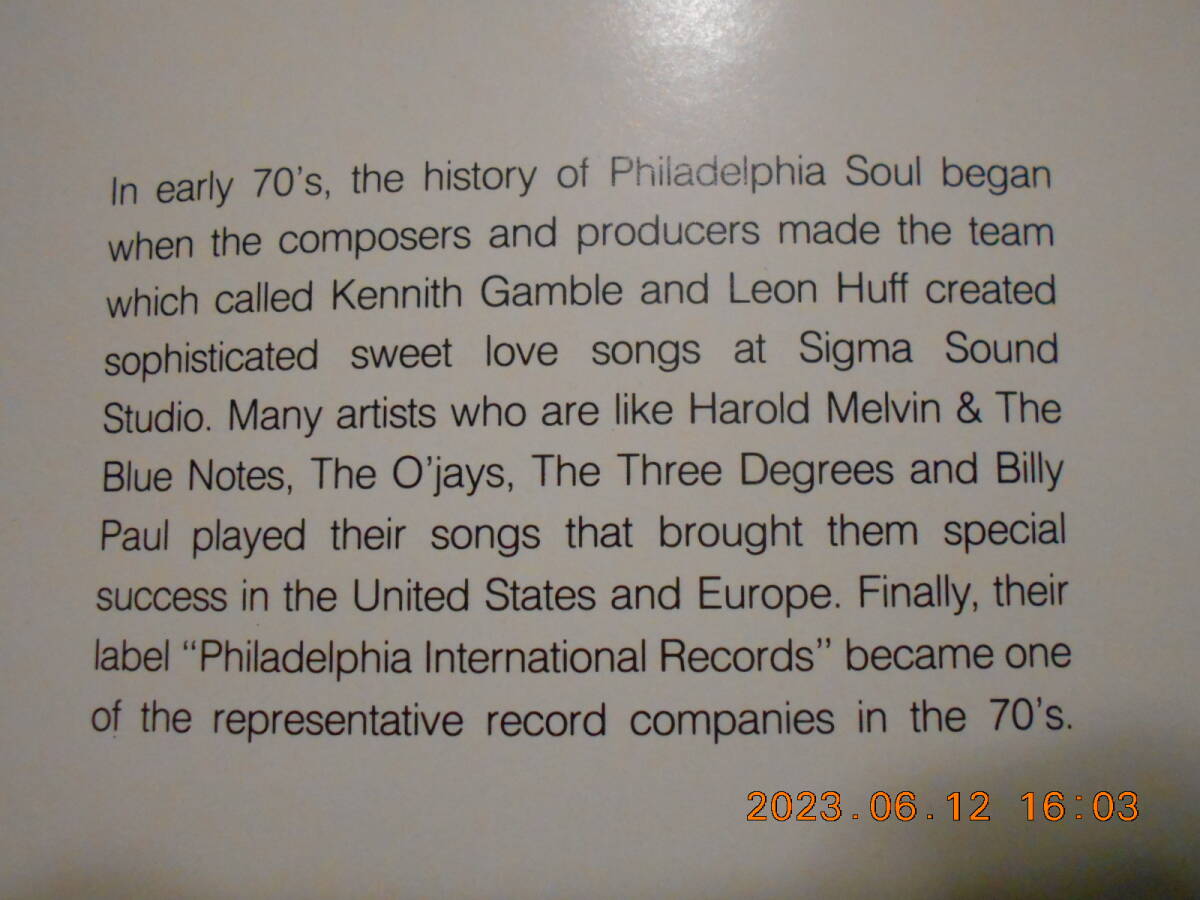 In early 70's, the history of Philadelphia Soul began
when the composers and producers made the team
which called Kennith Gamble and Leon Huff created
sophisticated sweet love songs at Sigma Sound
Studio. Many artists who are like Harold Melvin & The
Blue Notes, The O'jays, The Three Degrees and Billy
Paul played their songs that brought them special
success in the United States and Europe. Finally, their
label “Philadelphia International Records” became one
of the representative record companies in the 70's.
2023.06.12 16:03